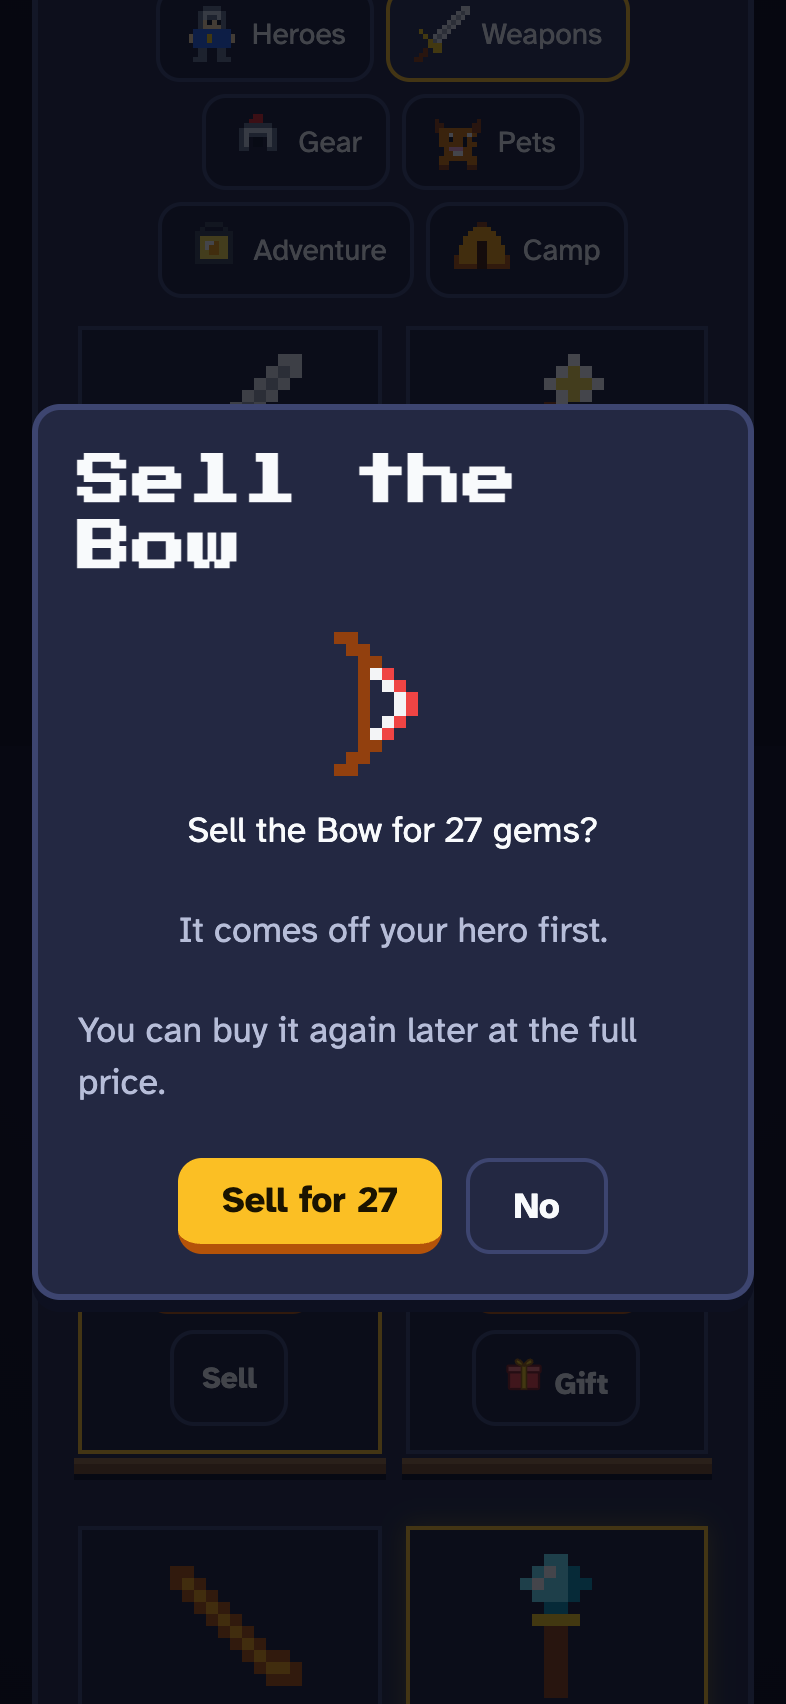 Heroes
Weapons
Gear
Pets
Adventure
Camp
Sell the
Bow
Sell the Bow for 27 gems?
It comes off your hero first.
You can buy it again later at the full
price.
Sell for 27
No
Sell
Gift